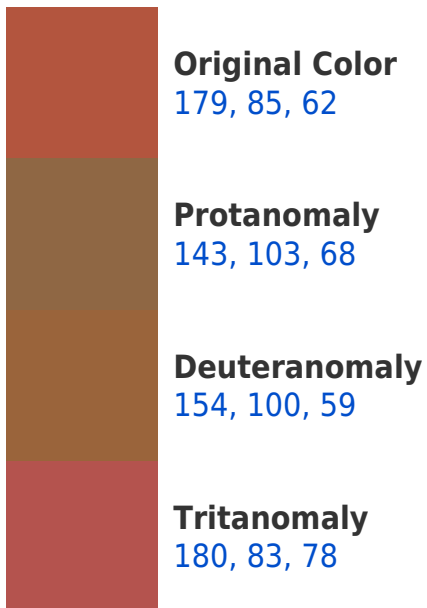 Original Color
179, 85, 62
Protanomaly
143, 103, 68
Deuteranomaly
154, 100, 59
Tritanomaly
180, 83, 78